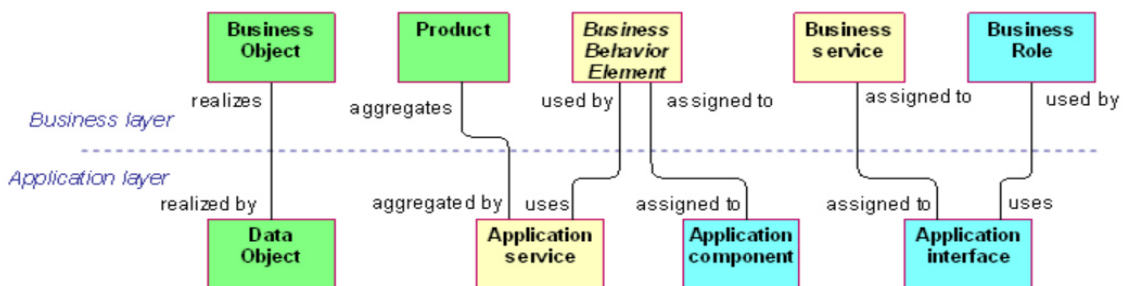 Business
Object
Product
Business
Behavior
Element
Business
service
Business
Role
realizes
aggregates
used by
assigned to
assigned to
used by
Business layer
Application layer
realized by
aggregated by
uses
assigned to
assigned to
uses
Data
Object
Application
service
Application
component
Application
interface